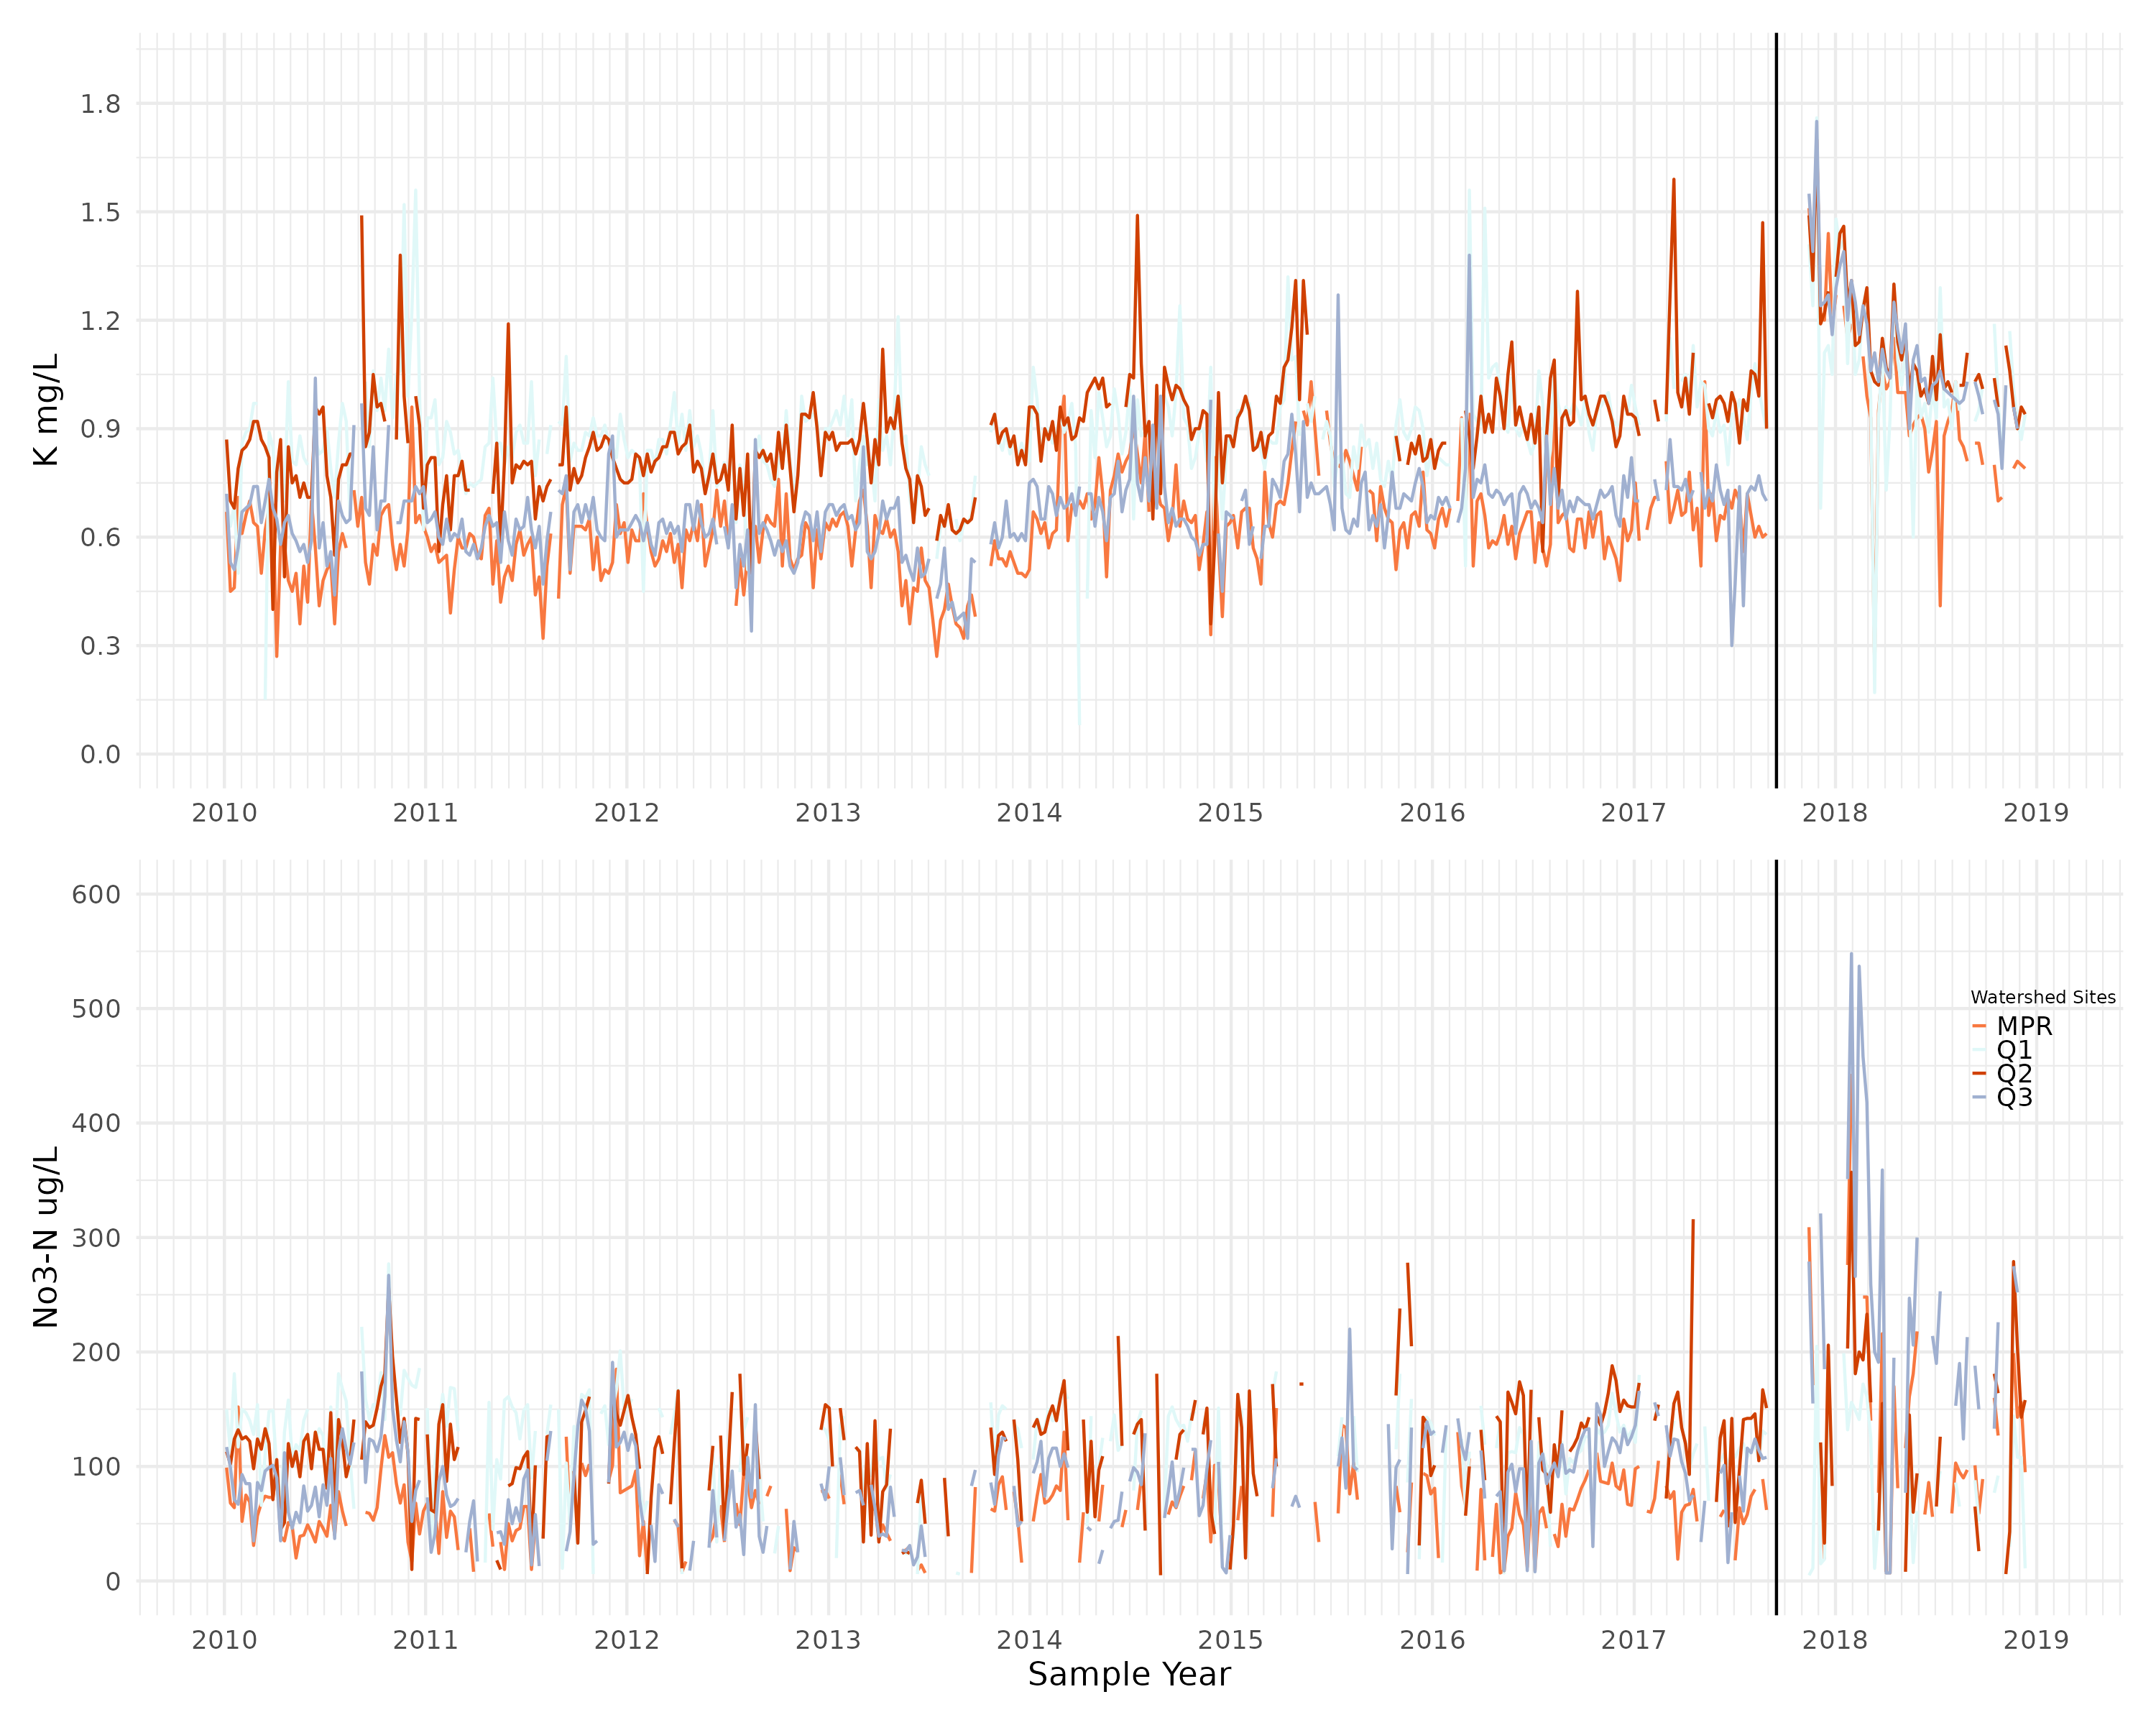 K mg/L
1.8
1.5
1.2
0.9
0.6
0.3
0.0
2010 2011 2012 2013 2014 2015 2016 2017 2018 2019
No3-N ug/L
600
500
400
300
200
100
0
Watershed Sites
MPR
Q1
Q2
Q3
2010 2011 2012 2013 2014 2015 2016 2017 2018 2019
Sample Year